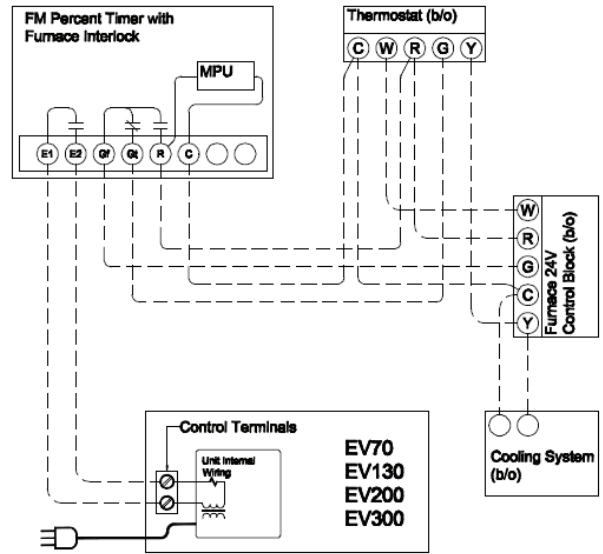 FM Percent Timer with
Furnace Interlock
MPU
E1 E2 Gf Gt R C
Thermostat (b/o)
C W R G Y
W
R
G
C
Y
Furnace 24V
Control Block (b/o)
Cooling System
(b/o)
Control Terminals
Unit Internal
Wiring
EV70
EV130
EV200
EV300